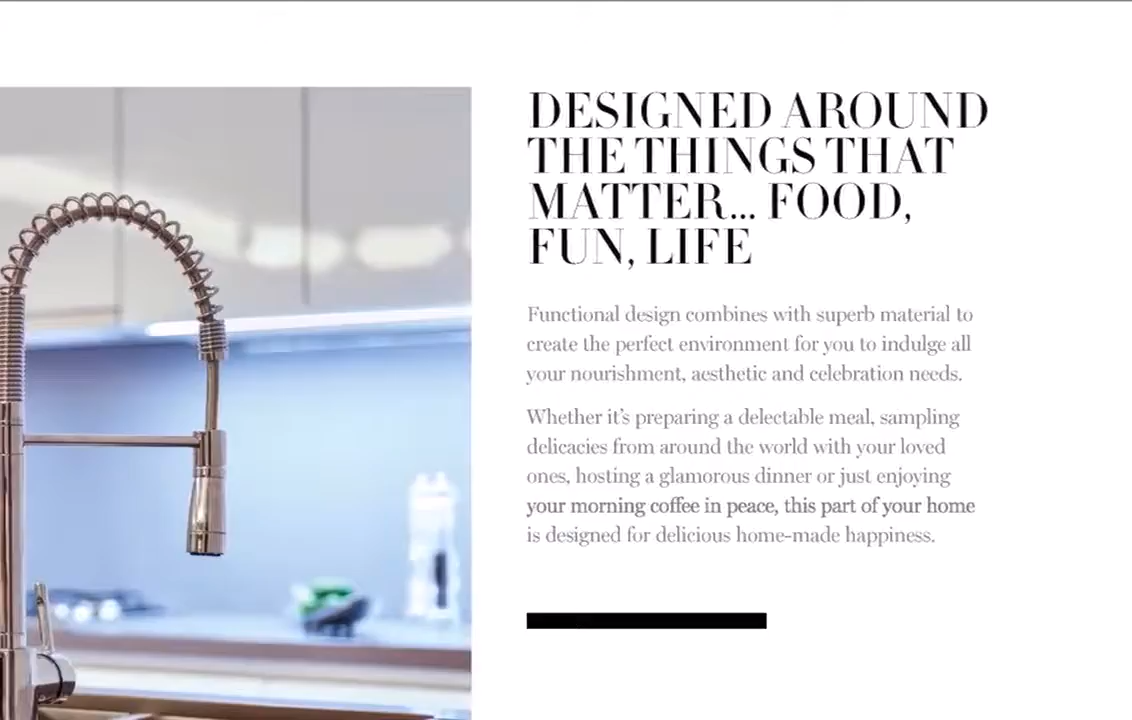 DESIGNED AROUND
THE THINGS THAT
MATTER... FOOD,
FUN, LIFE
Functional design combines with superb material to
create the perfect environment for you to indulge all
your nourishment, aesthetic and celebration needs.
Whether it's preparing a delectable meal, sampling
delicacies from around the world with your loved
ones, hosting a glamorous dinner or just enjoying
your morning coffee in peace, this part of your home
is designed for delicious home-made happiness.